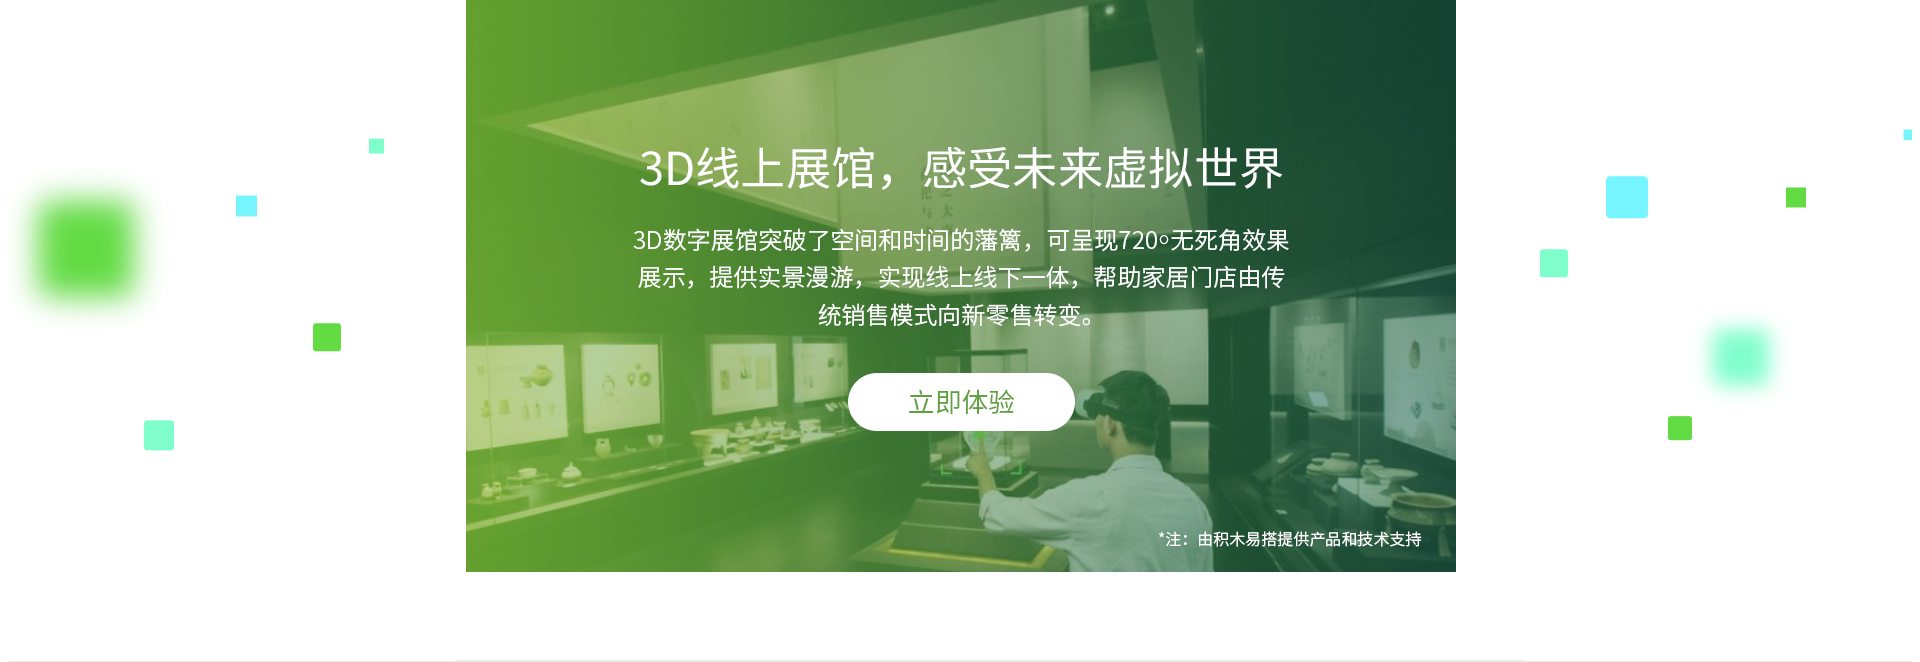 3D线上展馆，感受未来虚拟世界
3D数字展馆突破了空间和时间的藩篱，可呈现720°无死角效果
展示，提供实景漫游，实现线上线下一体，帮助家居门店由传
统销售模式向新零售转变。
立即体验
*注：由积木易搭提供产品和技术支持